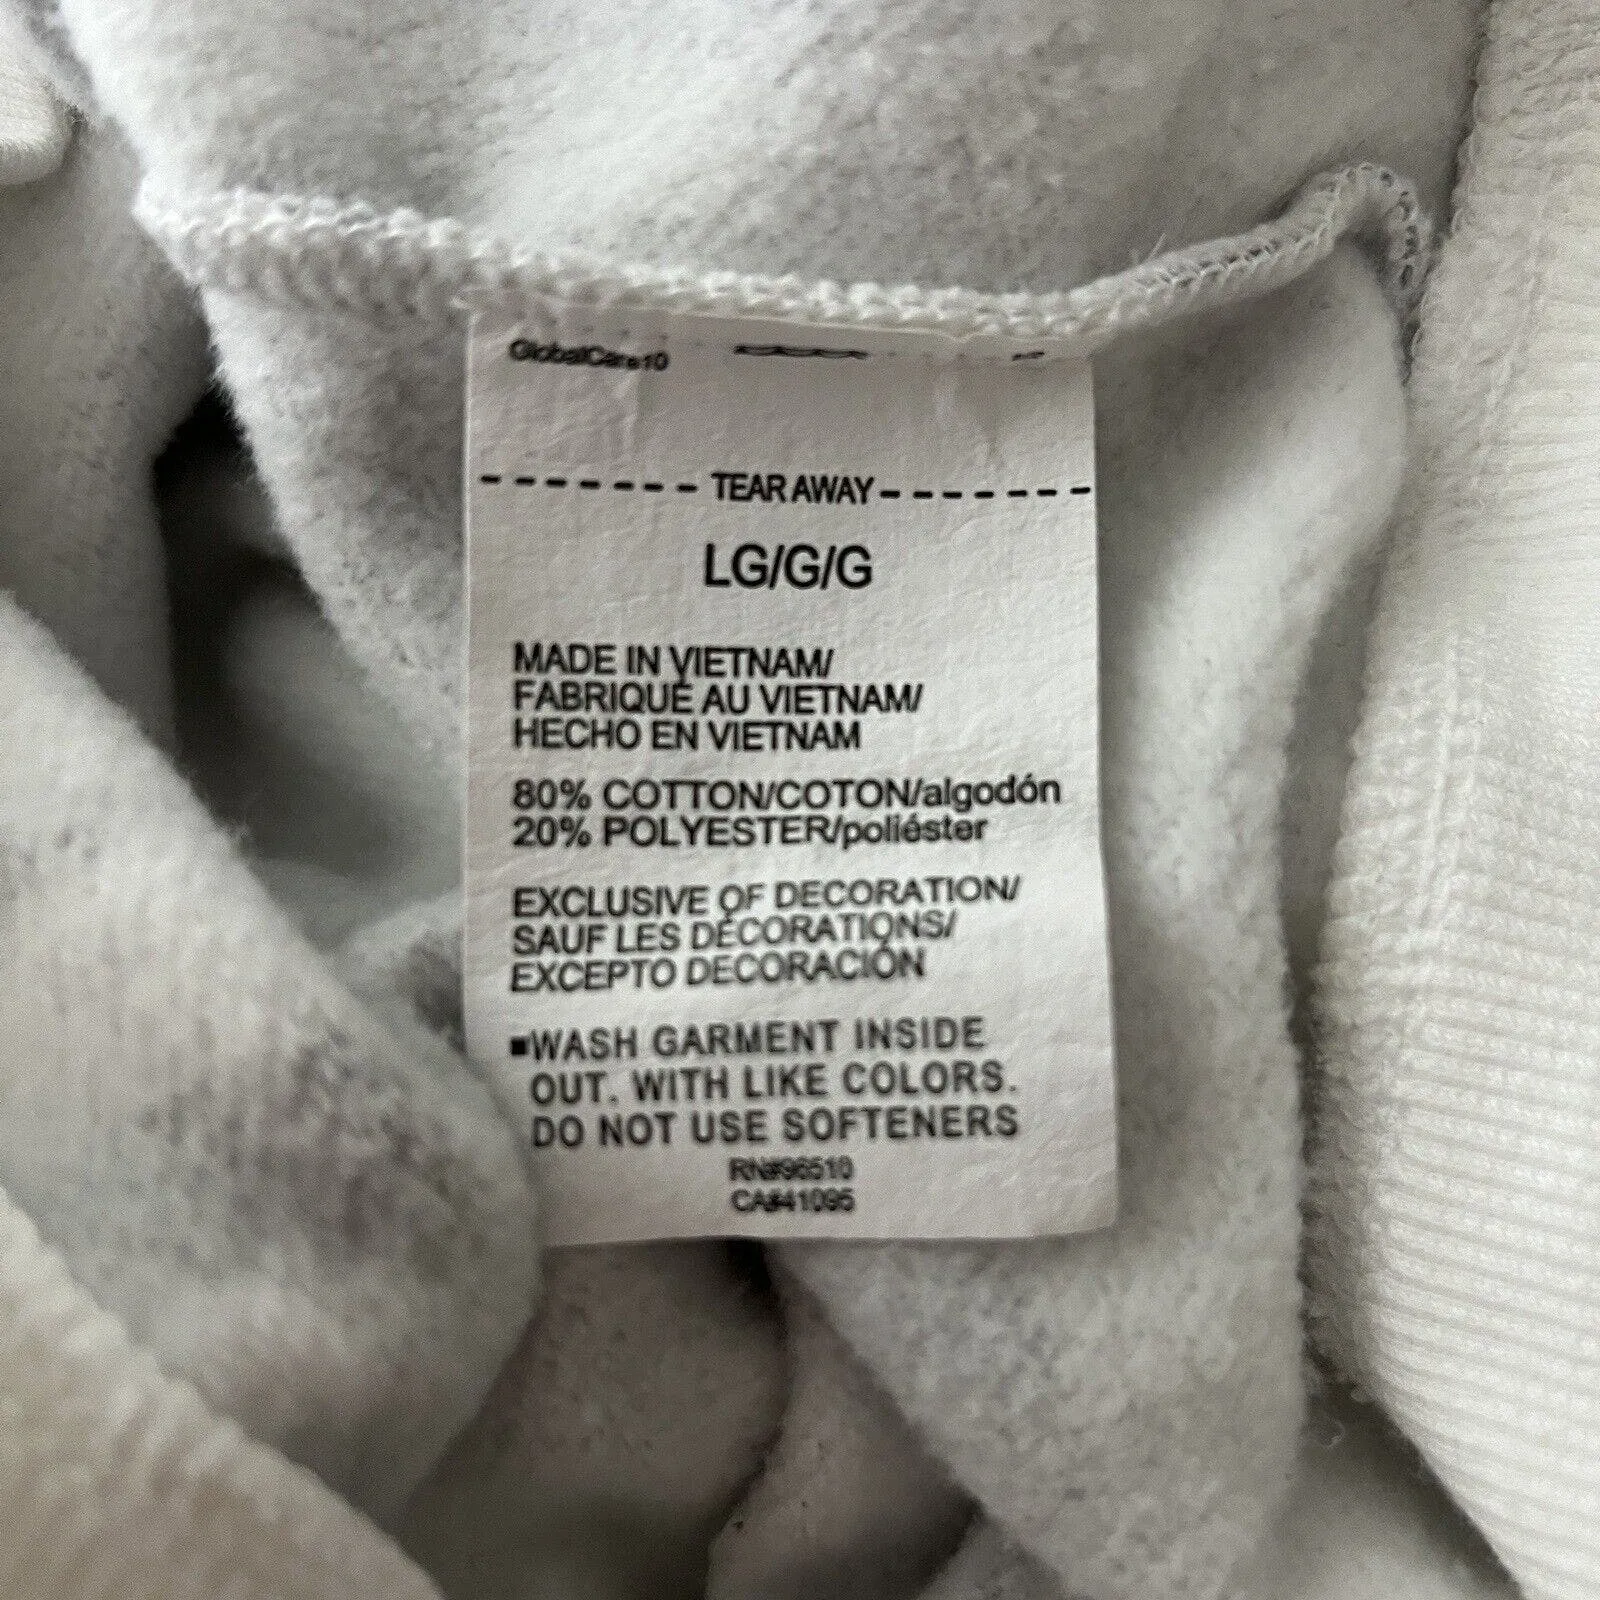 GlobalCare10
- - - - - - - TEAR AWAY - - - - - - -
LG/G/G
MADE IN VIETNAM/
FABRIQUÉ AU VIETNAM/
HECHO EN VIETNAM
80% COTTON/COTON/algodón
20% POLYESTER/poliéster
EXCLUSIVE OF DECORATION/
SAUF LES DÉCORATIONS/
EXCEPTO DECORACIÓN
■WASH GARMENT INSIDE
OUT. WITH LIKE COLORS.
DO NOT USE SOFTENERS
RN#96510
CA#41095